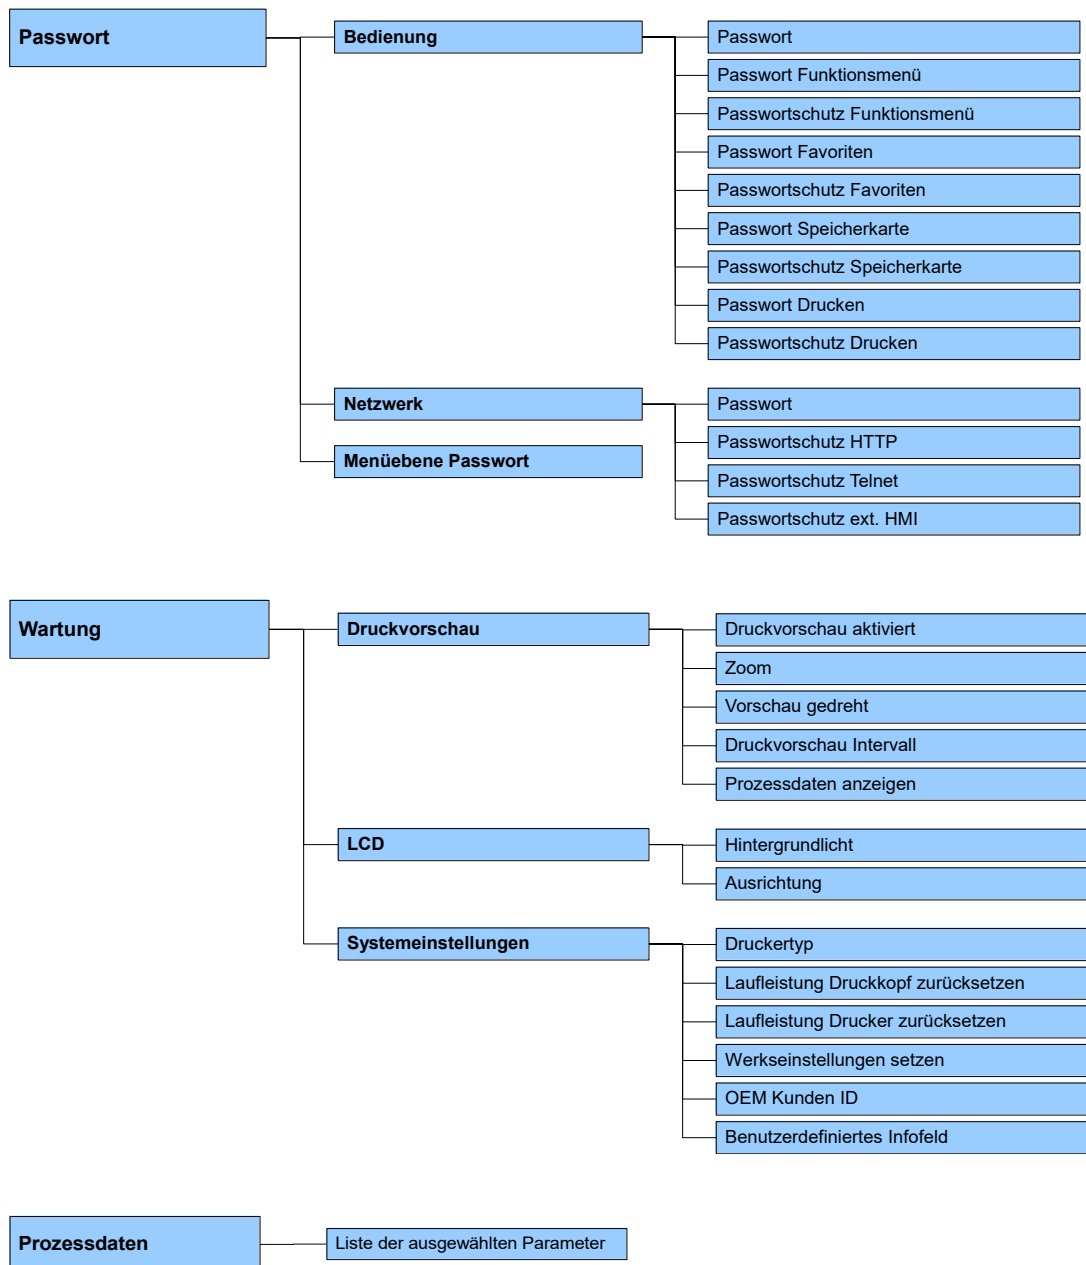 Passwort
Bedienung
Passwort
Passwort Funktionsmenü
Passwortschutz Funktionsmenü
Passwort Favoriten
Passwortschutz Favoriten
Passwort Speicherkarte
Passwortschutz Speicherkarte
Passwort Drucken
Passwortschutz Drucken
Netzwerk
Passwort
Passwortschutz HTTP
Passwortschutz Telnet
Passwortschutz ext. HMI
Menüebene Passwort
Wartung
Druckvorschau
Druckvorschau aktiviert
Zoom
Vorschau gedreht
Druckvorschau Intervall
Prozessdaten anzeigen
LCD
Hintergrundlicht
Ausrichtung
Systemeinstellungen
Druckertyp
Laufleistung Druckkopf zurücksetzen
Laufleistung Drucker zurücksetzen
Werkseinstellungen setzen
OEM Kunden ID
Benutzerdefiniertes Infofeld
Prozessdaten
Liste der ausgewählten Parameter